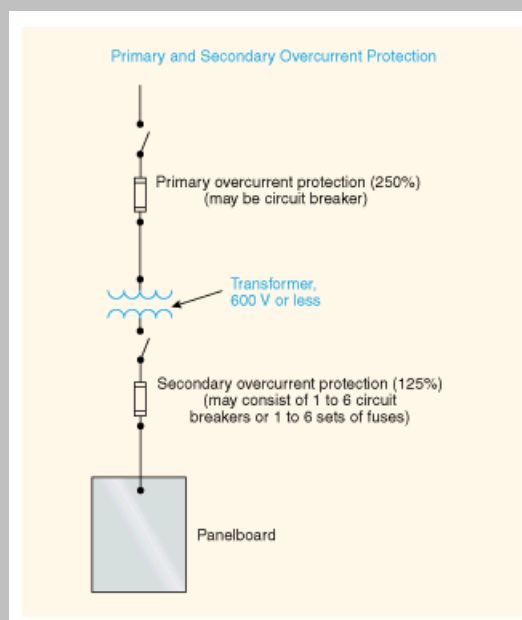 Primary and Secondary Overcurrent Protection
Primary overcurrent protection (250%)
(may be circuit breaker)
Transformer,
600 V or less
Secondary overcurrent protection (125%)
(may consist of 1 to 6 circuit
breakers or 1 to 6 sets of fuses)
Panelboard